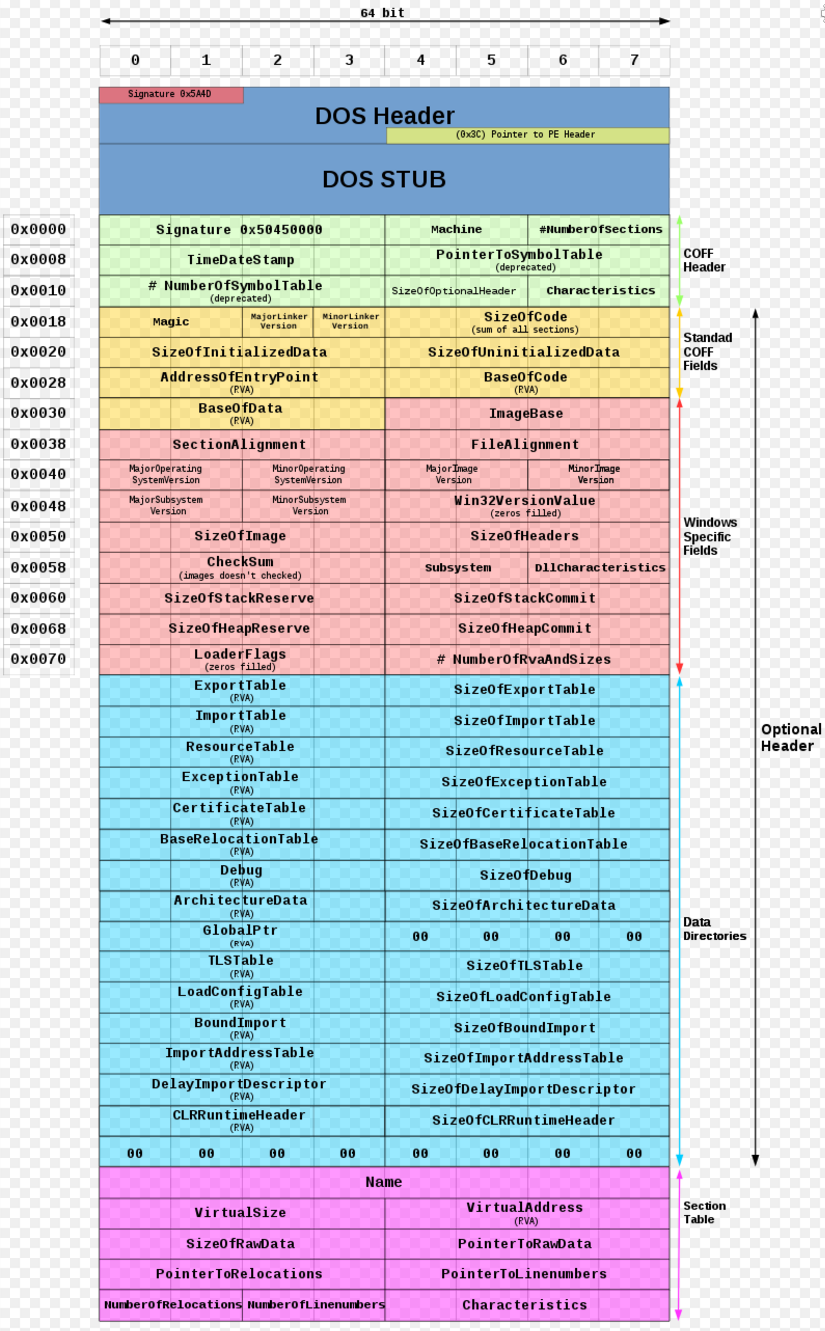 64 bit
0 1 2 3 4 5 6 7
Signature 0x5A4D
DOS Header
(0x3C) Pointer to PE Header
DOS STUB
0x0000 Signature 0x50450000 Machine #NumberOfSections
0x0008 TimeDateStamp PointerToSymbolTable
(deprecated)
0x0010 # NumberOfSymbolTable SizeOfOptionalHeader Characteristics
(deprecated)
COFF
Header
0x0018 Magic MajorLinker
Version MinorLinker
Version SizeOfCode
(sum of all sections)
0x0020 SizeOfInitializedData SizeOfUninitializedData
0x0028 AddressOfEntryPoint
(RVA) BaseOfCode
(RVA)
Standad
COFF
Fields
0x0030 BaseOfData
(RVA) ImageBase
0x0038 SectionAlignment FileAlignment
0x0040 MajorOperating
SystemVersion MinorOperating
SystemVersion MajorImage
Version MinorImage
Version
0x0048 MajorSubsystem
Version MinorSubsystem
Version Win32VersionValue
(zeros filled)
0x0050 SizeOfImage SizeOfHeaders
0x0058 CheckSum
(images doesn't checked) Subsystem DllCharacteristics
0x0060 SizeOfStackReserve SizeOfStackCommit
0x0068 SizeOfHeapReserve SizeOfHeapCommit
0x0070 LoaderFlags
(zeros filled) # NumberOfRvaAndSizes
Windows
Specific
Fields
ExportTable
(RVA) SizeOfExportTable
ImportTable
(RVA) SizeOfImportTable
ResourceTable
(RVA) SizeOfResourceTable
ExceptionTable
(RVA) SizeOfExceptionTable
CertificateTable
(RVA) SizeOfCertificateTable
BaseRelocationTable
(RVA) SizeOfBaseRelocationTable
Debug
(RVA) SizeOfDebug
ArchitectureData
(RVA) SizeOfArchitectureData
GlobalPtr
(RVA) 00 00 00 00
TLSTable
(RVA) SizeOfTLSTable
LoadConfigTable
(RVA) SizeOfLoadConfigTable
BoundImport
(RVA) SizeOfBoundImport
ImportAddressTable
(RVA) SizeOfImportAddressTable
DelayImportDescriptor
(RVA) SizeOfDelayImportDescriptor
CLRRuntimeHeader
(RVA) SizeOfCLRRuntimeHeader
00 00 00 00 00 00 00 00
Data
Directories
Optional
Header
Name
VirtualSize VirtualAddress
(RVA)
SizeOfRawData PointerToRawData
PointerToRelocations PointerToLinenumbers
NumberOfRelocations NumberOfLinenumbers Characteristics
Section
Table